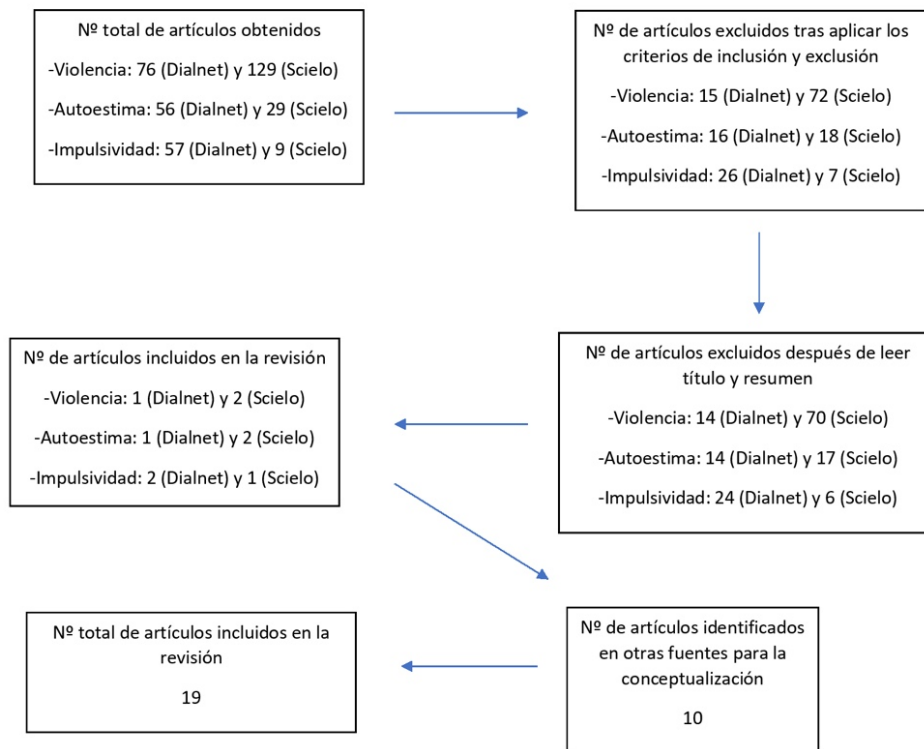 Nº total de artículos obtenidos
-Violencia: 76 (Dialnet) y 129 (Scielo)
-Autoestima: 56 (Dialnet) y 29 (Scielo)
-Impulsividad: 57 (Dialnet) y 9 (Scielo)
Nº de artículos excluidos tras aplicar los
criterios de inclusión y exclusión
-Violencia: 15 (Dialnet) y 72 (Scielo)
-Autoestima: 16 (Dialnet) y 18 (Scielo)
-Impulsividad: 26 (Dialnet) y 7 (Scielo)
Nº de artículos excluidos después de leer
título y resumen
-Violencia: 14 (Dialnet) y 70 (Scielo)
-Autoestima: 14 (Dialnet) y 17 (Scielo)
-Impulsividad: 24 (Dialnet) y 6 (Scielo)
Nº de artículos incluidos en la revisión
-Violencia: 1 (Dialnet) y 2 (Scielo)
-Autoestima: 1 (Dialnet) y 2 (Scielo)
-Impulsividad: 2 (Dialnet) y 1 (Scielo)
Nº de artículos identificados
en otras fuentes para la
conceptualización
10
Nº total de artículos incluidos en la
revisión
19